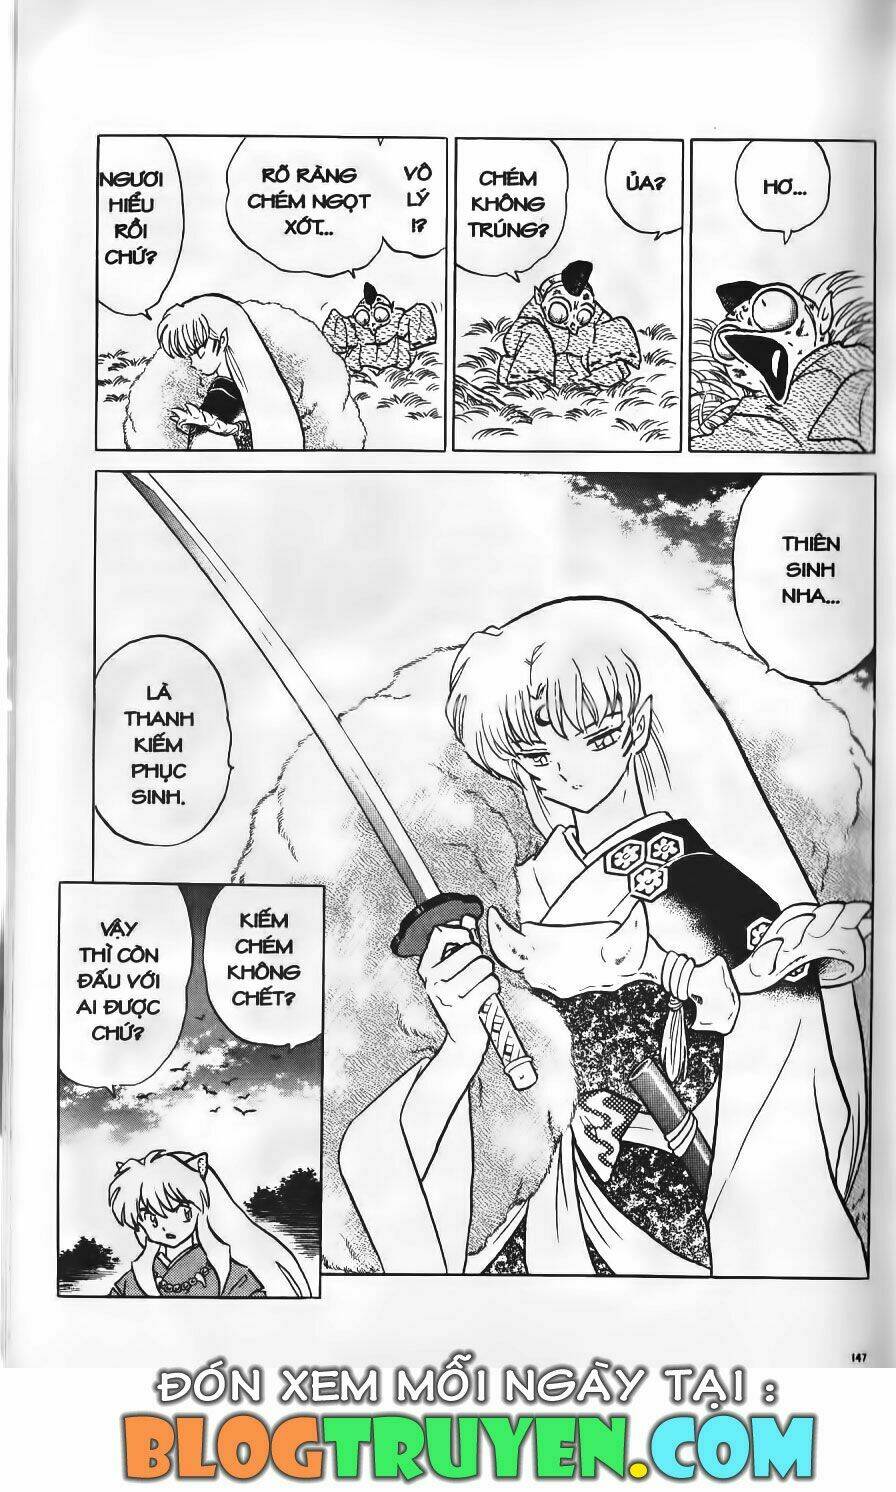 HƠ...
ỦA?
CHÉM
KHÔNG
TRÚNG?
VÔ
LÝ
!?
RÕ RÀNG
CHÉM NGỌT
XỚT...
NGƯƠI
HIỂU
RỒI
CHỨ?
THIÊN
SINH
NHA...
LÀ
THANH
KIẾM
PHỤC
SINH.
KIẾM
CHÉM
KHÔNG
CHẾT?
VẬY
THÌ CÒN
ĐẤU VỚI
AI ĐƯỢC
CHỨ?
147
ĐÓN XEM MỖI NGÀY TẠI :
BLOGTRUYEN.COM